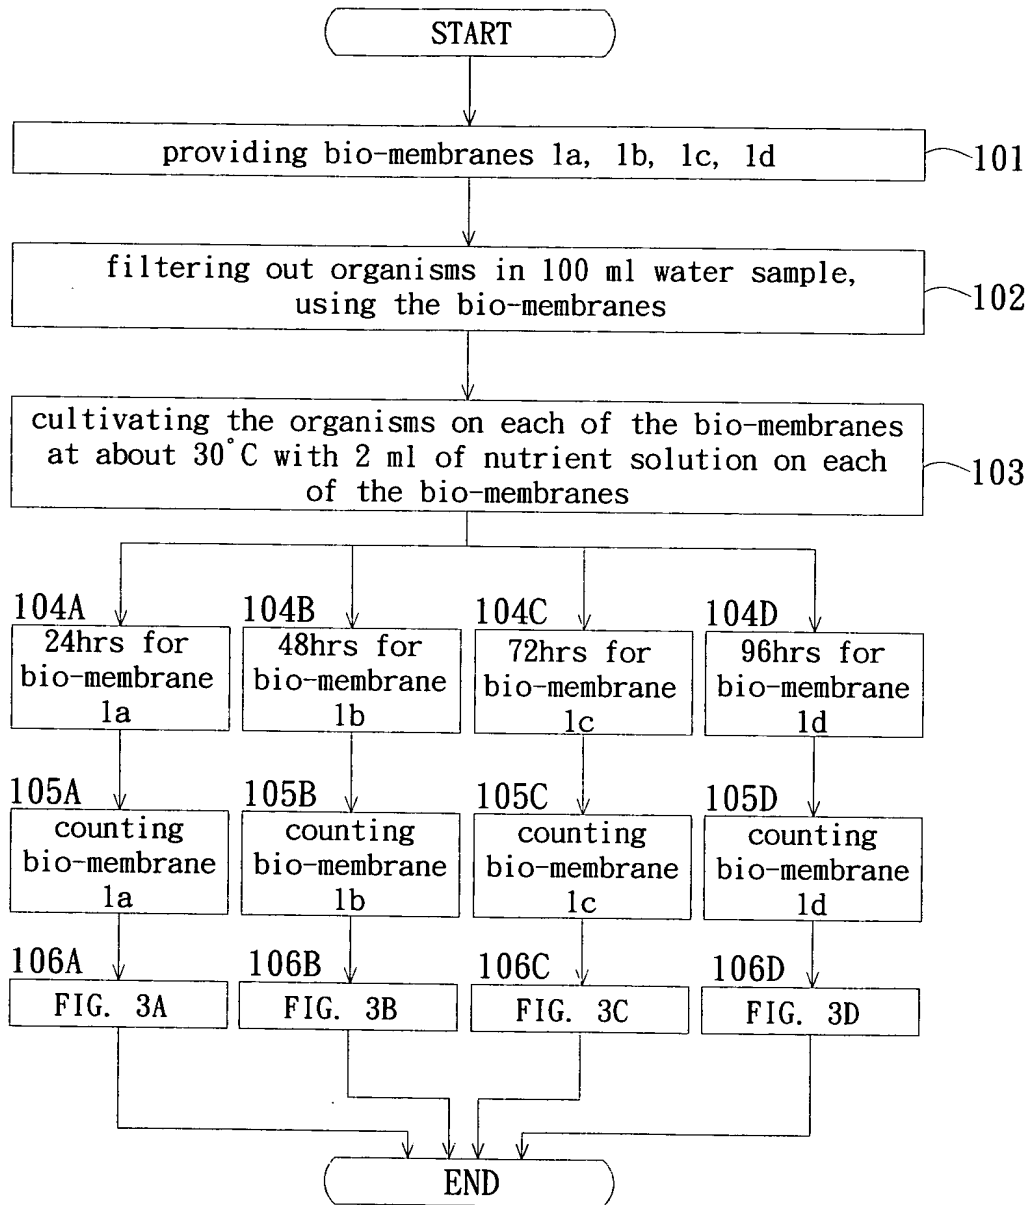 START
providing bio-membranes 1a, 1b, 1c, 1d
101
filtering out organisms in 100 ml water sample,
using the bio-membranes
102
cultivating the organisms on each of the bio-membranes
at about 30°C with 2 ml of nutrient solution on each
of the bio-membranes
103
104A
24hrs for
bio-membrane
1a
104B
48hrs for
bio-membrane
1b
104C
72hrs for
bio-membrane
1c
104D
96hrs for
bio-membrane
1d
105A
counting
bio-membrane
1a
105B
counting
bio-membrane
1b
105C
counting
bio-membrane
1c
105D
counting
bio-membrane
1d
106A
FIG. 3A
106B
FIG. 3B
106C
FIG. 3C
106D
FIG. 3D
END